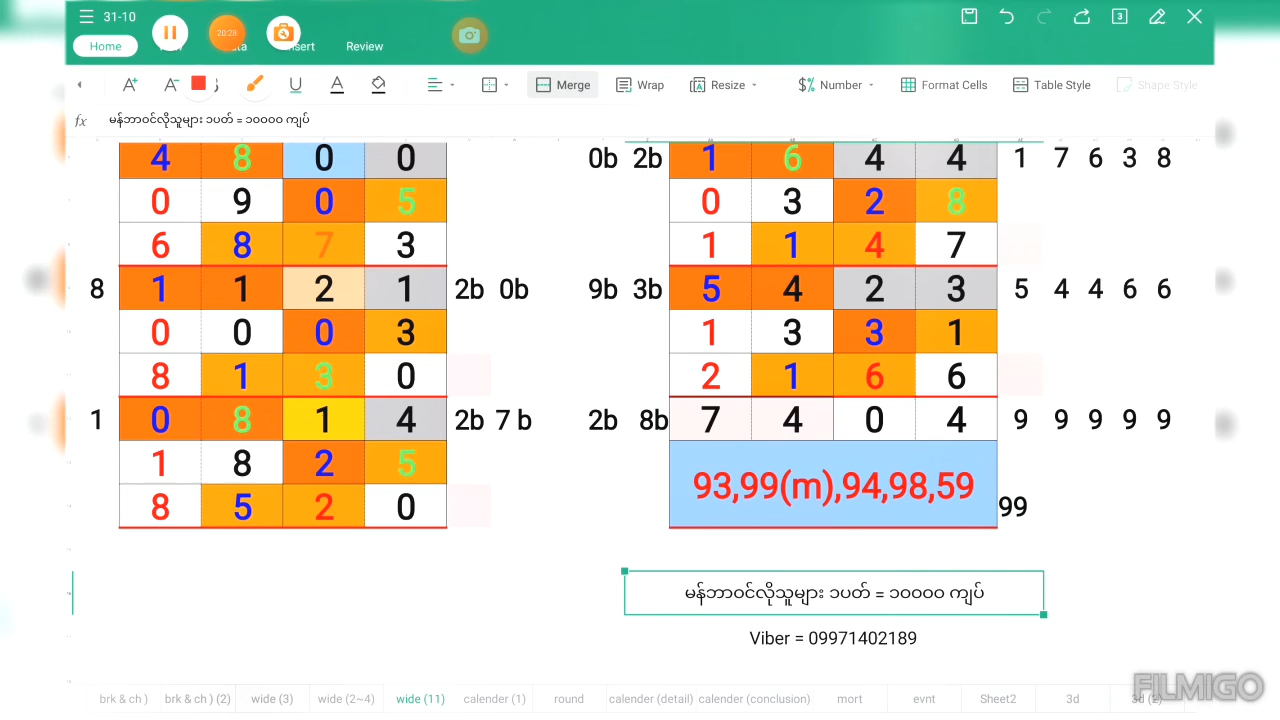 31-10
20:28
Home
Insert
Review
Merge
Wrap
Resize
Number
Format Cells
Table Style
Shape Style
fx မန်ဘာဝင်လိုသူများ ၁ပတ် = ၁၀၀၀၀ ကျပ်
4 8 0 0 0b 2b 1 6 4 4 1 7 6 3 8
0 9 0 5 0 3 2 8
6 8 7 3 1 1 4 7
8 1 1 2 1 2b 0b 9b 3b 5 4 2 3 5 4 4 6 6
0 0 0 3 1 3 3 1
8 1 3 0 2 1 6 6
1 0 8 1 4 2b 7 b 2b 8b 7 4 0 4 9 9 9 9 9
1 8 2 5
8 5 2 0
93,99(m),94,98,59
99
မန်ဘာဝင်လိုသူများ ၁ပတ် = ၁၀၀၀၀ ကျပ်
Viber = 09971402189
brk & ch ) brk & ch ) (2) wide (3) wide (2~4) wide (11) calender (1) round calender (detail) calender (conclusion) mort evnt Sheet2 3d 3d (2)
FILMIGO